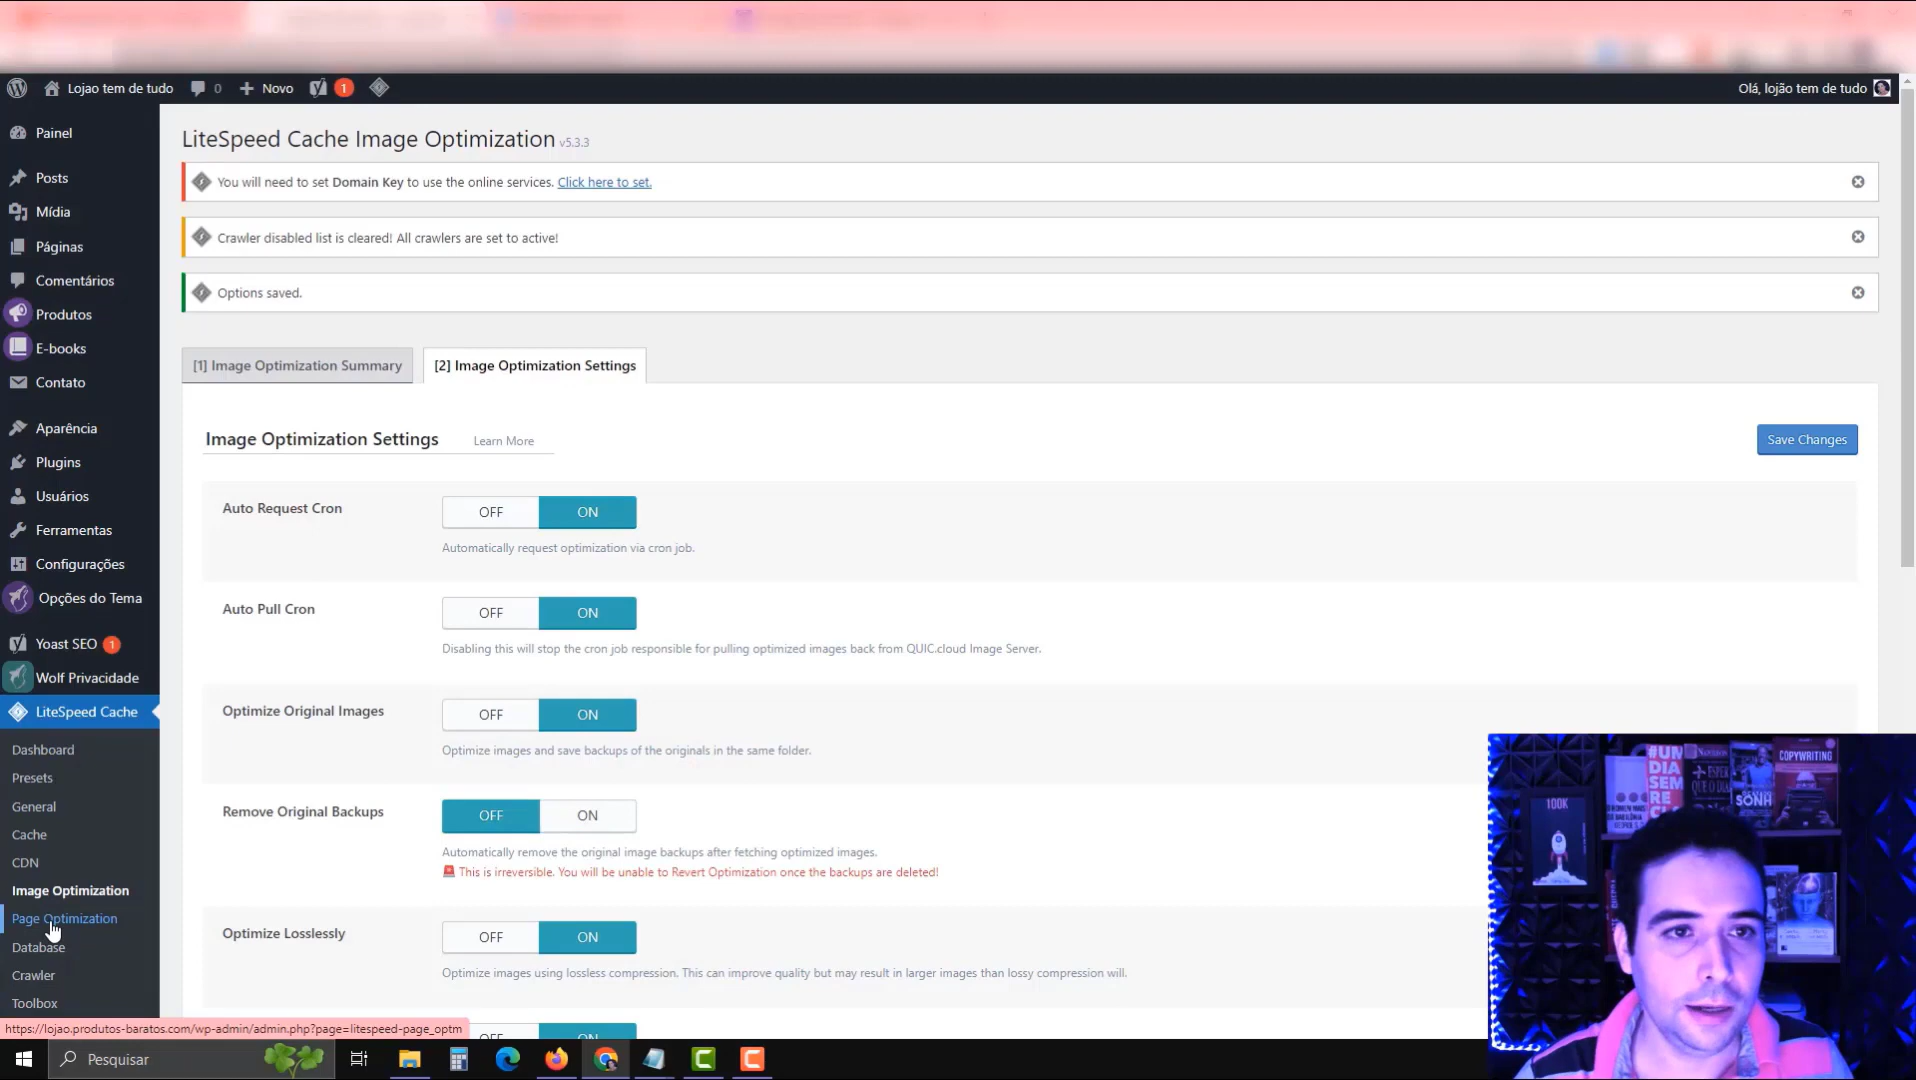 Lojao tem de tudo
0
Novo
1
Olá, lojão tem de tudo
Painel
Posts
Mídia
Páginas
Comentários
Produtos
E-books
Contato
Aparência
Plugins
Usuários
Ferramentas
Configurações
Opções do Tema
Yoast SEO 1
Wolf Privacidade
LiteSpeed Cache
Dashboard
Presets
General
Cache
CDN
Image Optimization
Page Optimization
Database
Crawler
Toolbox
LiteSpeed Cache Image Optimization v5.3.3
You will need to set Domain Key to use the online services. Click here to set.
Crawler disabled list is cleared! All crawlers are set to active!
Options saved.
[1] Image Optimization Summary
[2] Image Optimization Settings
Image Optimization Settings
Learn More
Save Changes
Auto Request Cron
OFF
ON
Automatically request optimization via cron job.
Auto Pull Cron
OFF
ON
Disabling this will stop the cron job responsible for pulling optimized images back from QUIC.cloud Image Server.
Optimize Original Images
OFF
ON
Optimize images and save backups of the originals in the same folder.
Remove Original Backups
OFF
ON
Automatically remove the original image backups after fetching optimized images.
This is irreversible. You will be unable to Revert Optimization once the backups are deleted!
Optimize Losslessly
OFF
ON
Optimize images using lossless compression. This can improve quality but may result in larger images than lossy compression will.
OFF
ON
#UM
DIA
SEM
RE
COPYWRITING
SONH
100K
https://lojao.produtos-baratos.com/wp-admin/admin.php?page=litespeed-page_optm
Pesquisar